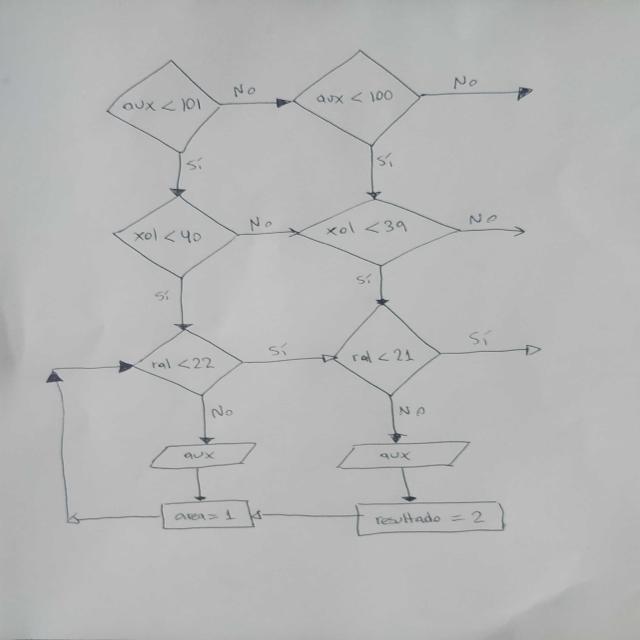 aux < 101
No
aux < 100
No
Sí
Sí
xol < 40
No
xol < 39
No
Sí
Sí
ral < 22
Sí
ral < 21
Sí
No
No
aux
aux
area = 1
resultado = 2